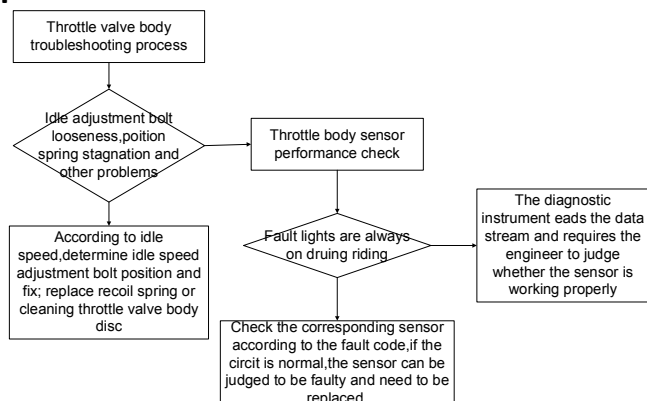 Throttle valve body
troubleshooting process
Idle adjustment bolt
looseness,poition
spring stagnation and
other problems
Throttle body sensor
performance check
According to idle
speed,determine idle speed
adjustment bolt position and
fix; replace recoil spring or
cleaning throttle valve body
disc
Fault lights are always
on druing riding
The diagnostic
instrument eads the data
stream and requires the
engineer to judge
whether the sensor is
working properly
Check the corresponding sensor
according to the fault code,if the
circit is normal,the sensor can be
judged to be faulty and need to be
replaced